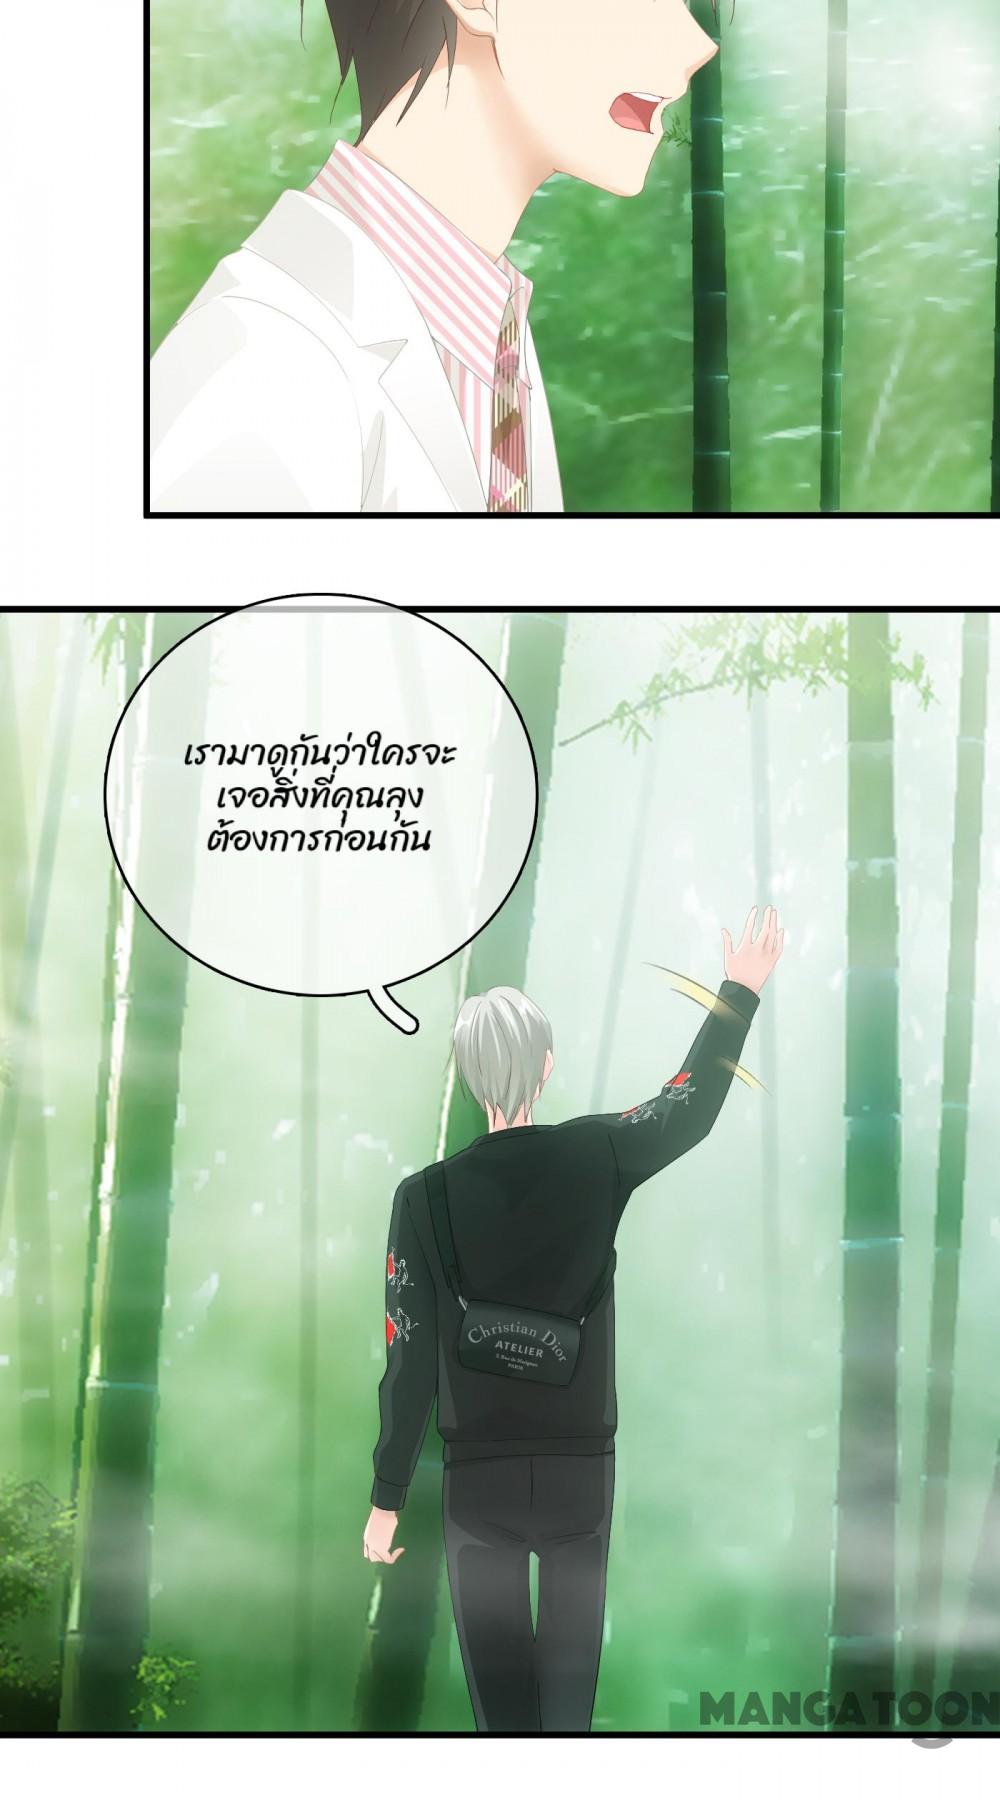 เรามาดูกันว่าใครจะ
เจอสิ่งที่คุณลุง
ต้องการก่อนกัน
Christian Dior
ATELIER
PARIS
MANGATOON